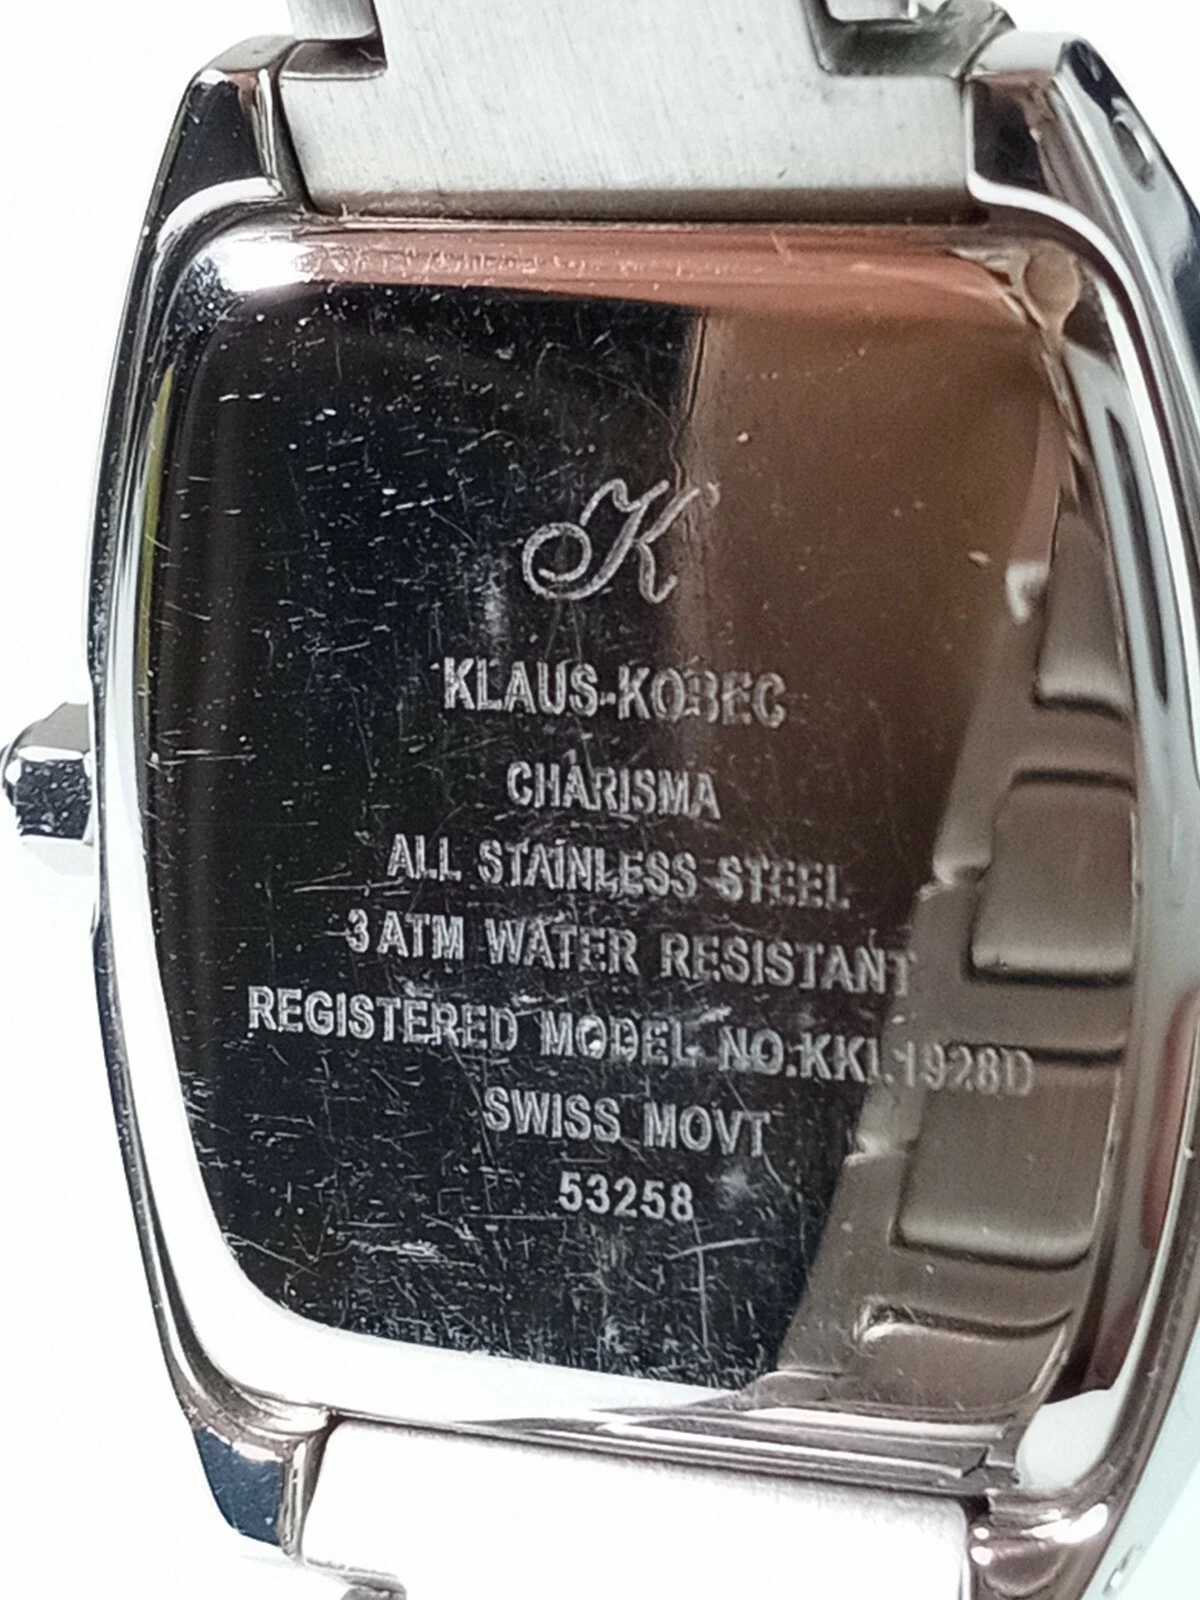 K
KLAUS-KOBEC
CHARISMA
ALL STAINLESS STEEL
3 ATM WATER RESISTANT
REGISTERED MODEL NO.:KKL1928D
SWISS MOVT
53258